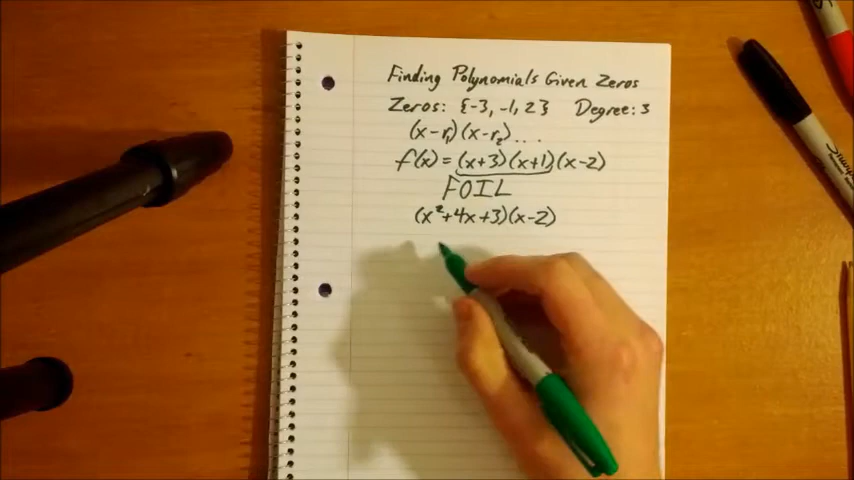 Finding Polynomials Given Zeros
Zeros: {-3, -1, 2} Degree: 3
(x-r₁)(x-r₂)....
f(x) = (x+3)(x+1)(x-2)
FOIL
(x²+4x+3)(x-2)